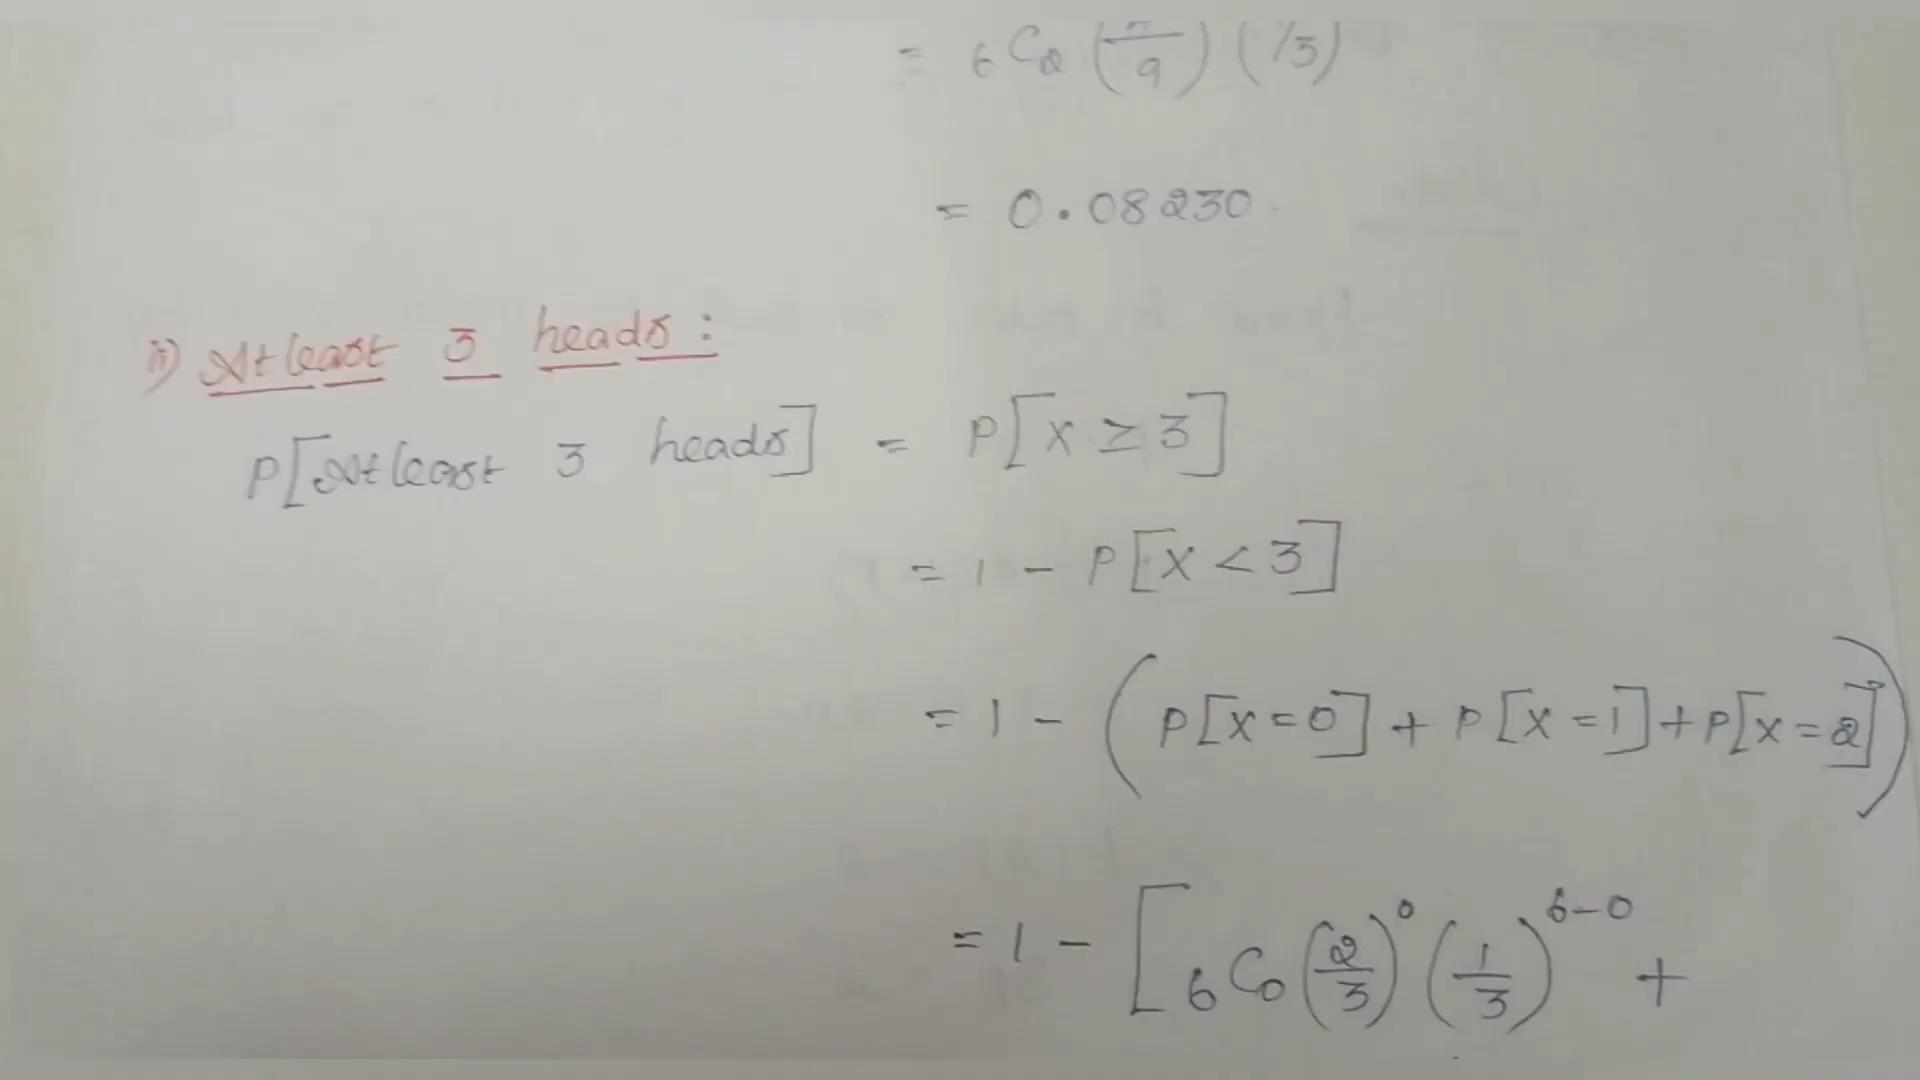 = 6C2 (/9) (1/3)
= 0.08230
ii) Atleast 3 heads :
P[Atleast 3 heads] = P[X ≥ 3]
= 1 - P[X < 3]
= 1 - (P[X=0] + P[X=1] + P[X=2])
= 1 - [6C0 (2/3)^0 (1/3)^6-0 +